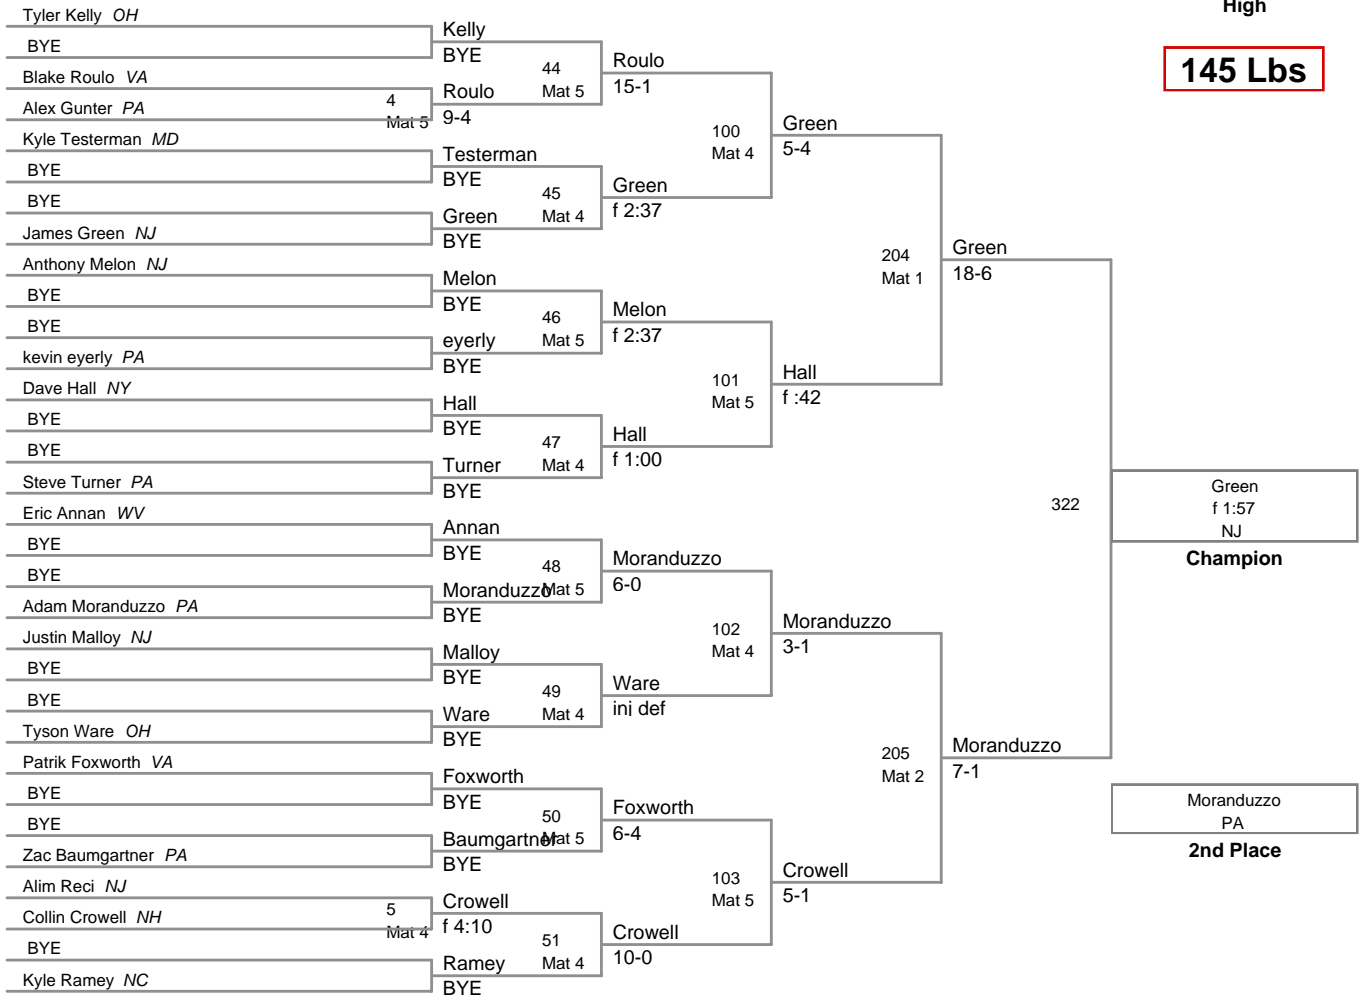 High
145 Lbs
Tyler Kelly OH
BYE
Blake Roulo VA
Alex Gunter PA
Kyle Testerman MD
BYE
BYE
James Green NJ
Anthony Melon NJ
BYE
BYE
kevin eyerly PA
Dave Hall NY
BYE
BYE
Steve Turner PA
Eric Annan WV
BYE
BYE
Adam Moranduzzo PA
Justin Malloy NJ
BYE
BYE
Tyson Ware OH
Patrik Foxworth VA
BYE
BYE
Zac Baumgartner PA
Alim Reci NJ
Collin Crowell NH
BYE
Kyle Ramey NC
4
Mat 5
5
Mat 4
Kelly
BYE
Roulo
9-4
Testerman
BYE
Green
BYE
Melon
BYE
eyerly
BYE
Hall
BYE
Turner
BYE
Annan
BYE
Moranduzzo
BYE
Malloy
BYE
Ware
BYE
Foxworth
BYE
Baumgartner
BYE
Crowell
f 4:10
Ramey
BYE
44
Mat 5
45
Mat 4
46
Mat 5
47
Mat 4
48
Mat 5
49
Mat 4
50
Mat 5
51
Mat 4
Roulo
15-1
Green
f 2:37
Melon
f 2:37
Hall
f 1:00
Moranduzzo
6-0
Ware
inj def
Foxworth
6-4
Crowell
10-0
100
Mat 4
101
Mat 5
102
Mat 4
103
Mat 5
Green
5-4
Hall
f :42
Moranduzzo
3-1
Crowell
5-1
204
Mat 1
205
Mat 2
Green
18-6
Moranduzzo
7-1
322
Green
f 1:57
NJ
Champion
Moranduzzo
PA
2nd Place